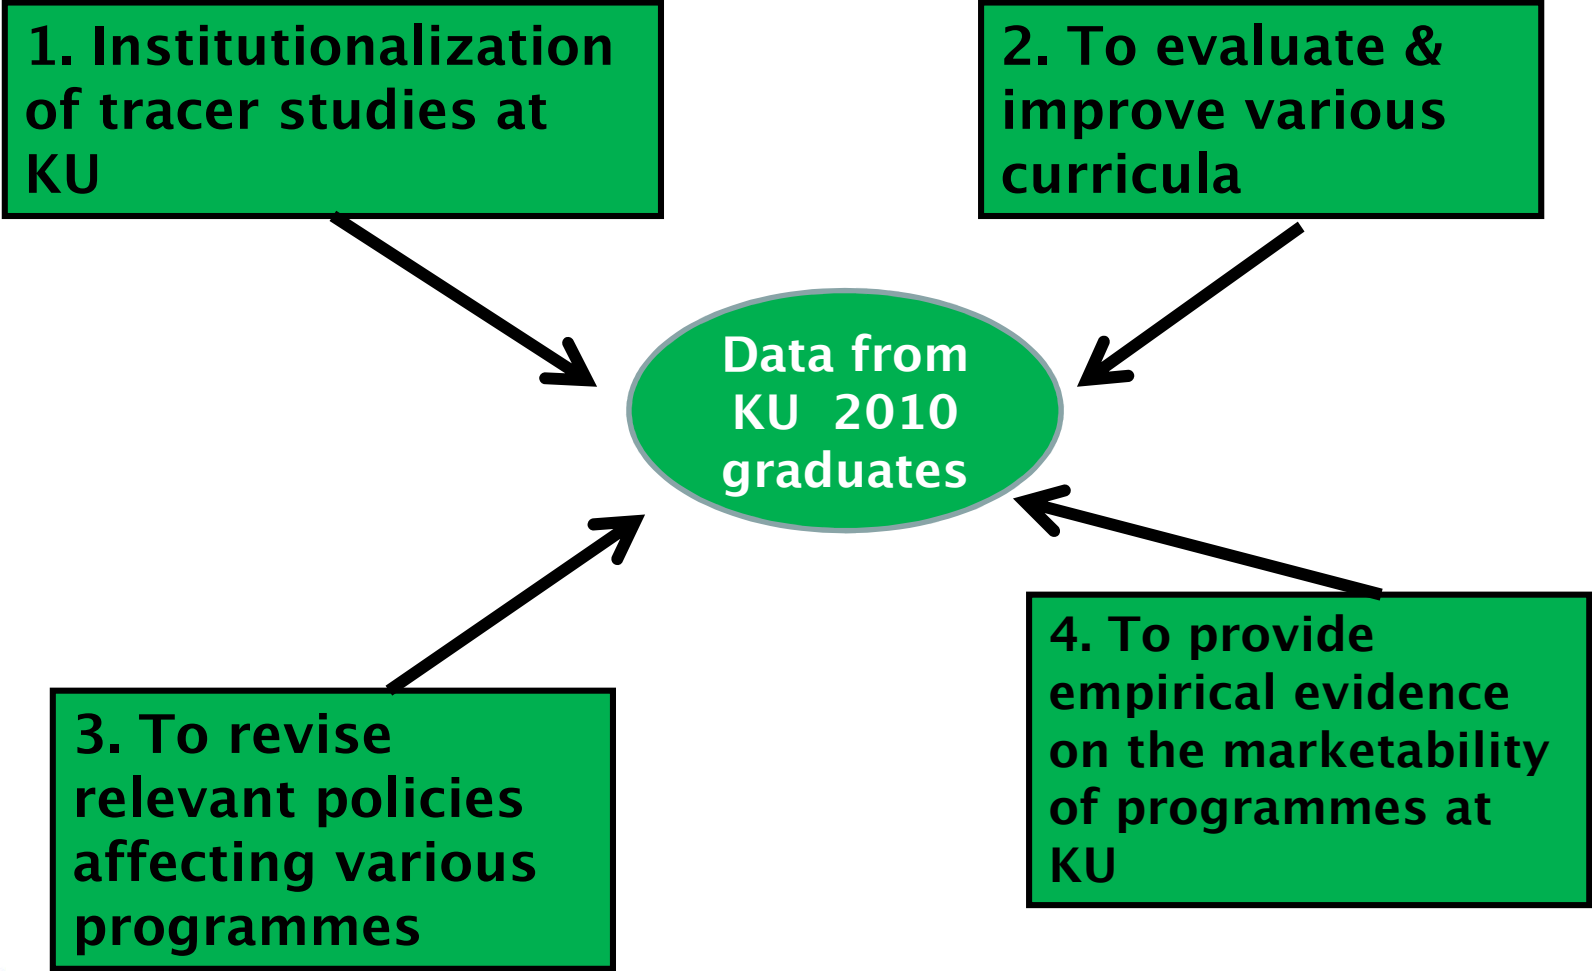 1. Institutionalization
of tracer studies at
KU
2. To evaluate &
improve various
curricula
Data from
KU 2010
graduates
3. To revise
relevant policies
affecting various
programmes
4. To provide
empirical evidence
on the marketability
of programmes at
KU